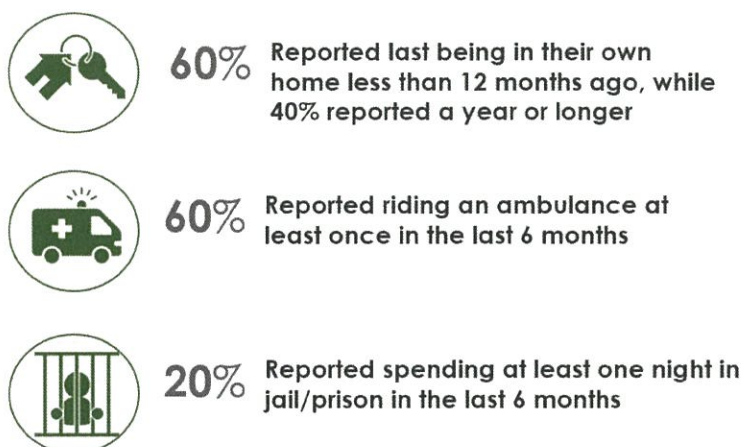 60% Reported last being in their own
home less than 12 months ago, while
40% reported a year or longer
60% Reported riding an ambulance at
least once in the last 6 months
20% Reported spending at least one night in
jail/prison in the last 6 months